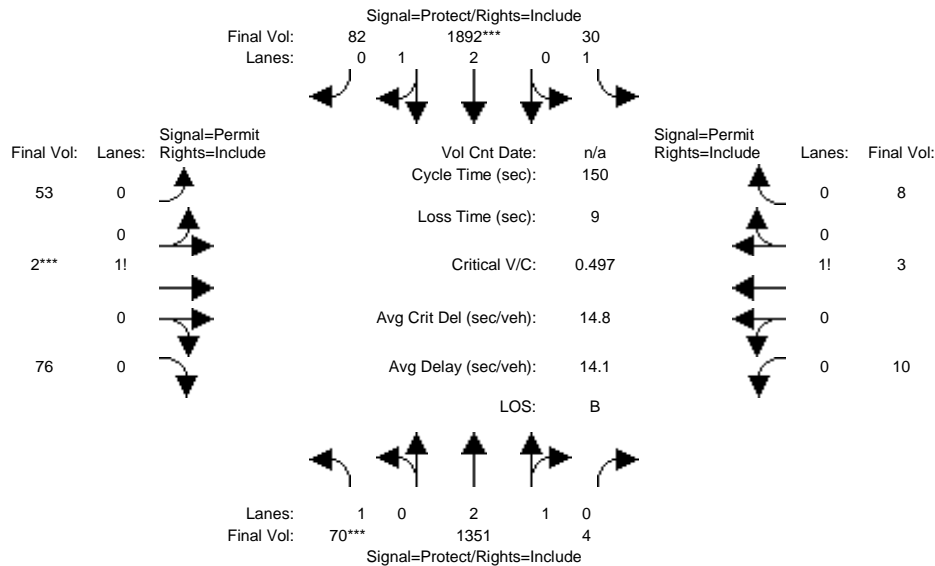 Signal=Protect/Rights=Include
Final Vol: 82 1892*** 30
Lanes: 0 1 2 0 1
Signal=Permit Signal=Permit
Final Vol: Lanes: Rights=Include Vol Cnt Date: n/a Rights=Include Lanes: Final Vol:
Cycle Time (sec): 150
53 0 0 8
Loss Time (sec): 9
0 0
2*** 1! Critical V/C: 0.497 1! 3
0 Avg Crit Del (sec/veh): 14.8 0
76 0 Avg Delay (sec/veh): 14.1 0 10
LOS: B
Lanes: 1 0 2 1 0
Final Vol: 70*** 1351 4
Signal=Protect/Rights=Include